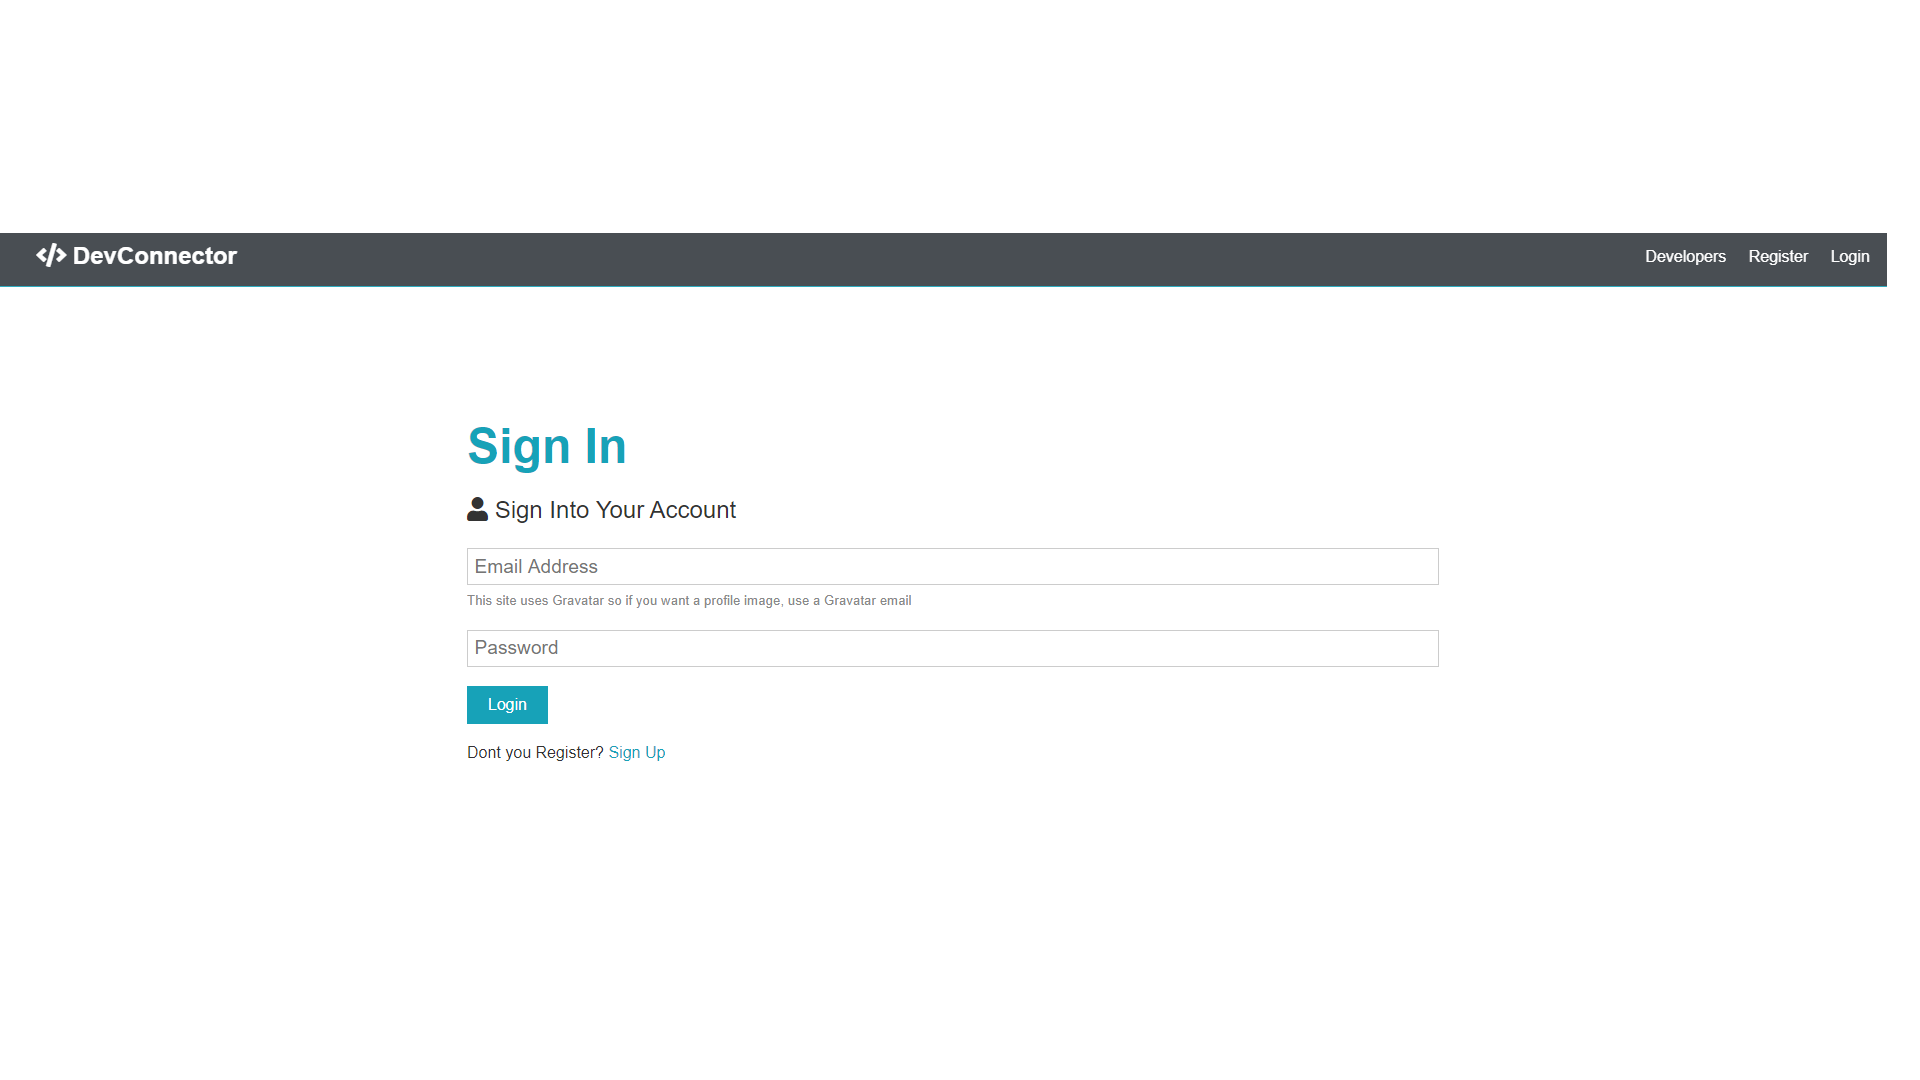 DevConnector
Developers Register Login
Sign In
Sign Into Your Account
Email Address
This site uses Gravatar so if you want a profile image, use a Gravatar email
Password
Login
Dont you Register? Sign Up